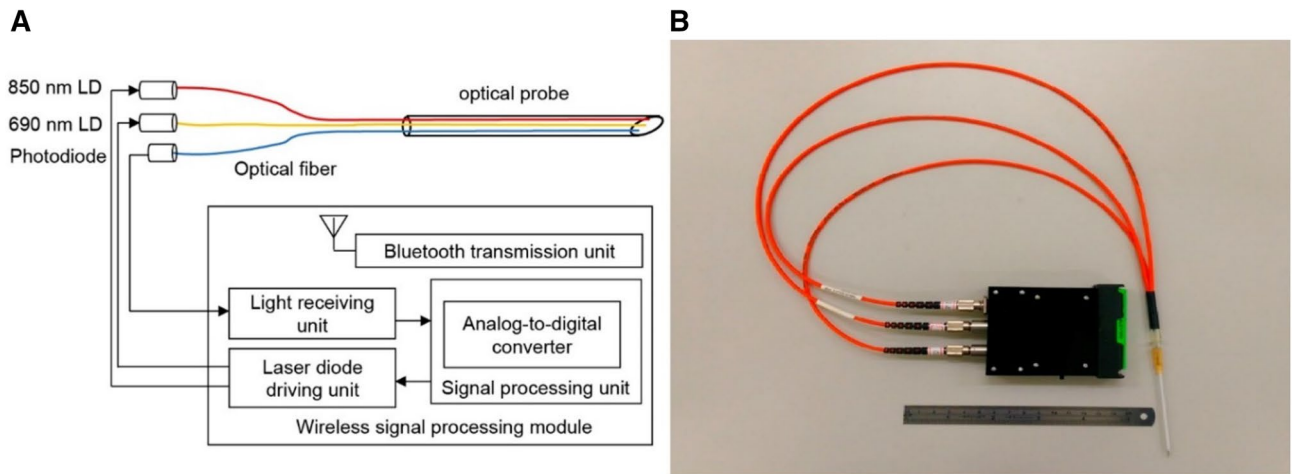 A
B
850 nm LD
690 nm LD
Photodiode
optical probe
Optical fiber
Bluetooth transmission unit
Light receiving
unit
Analog-to-digital
converter
Laser diode
driving unit
Signal processing unit
Wireless signal processing module